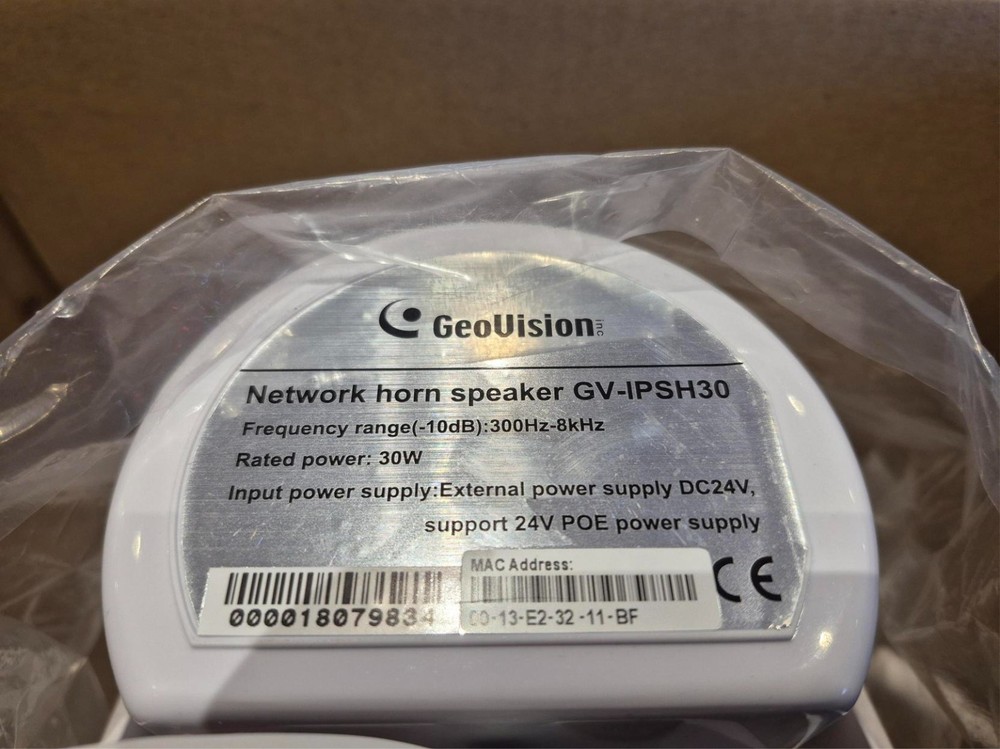 GeoVision inc
Network horn speaker GV-IPSH30
Frequency range(-10dB):300Hz-8kHz
Rated power: 30W
Input power supply:External power supply DC24V,
support 24V POE power supply
MAC Address:
CE
000018079834
00-13-E2-32-11-BF